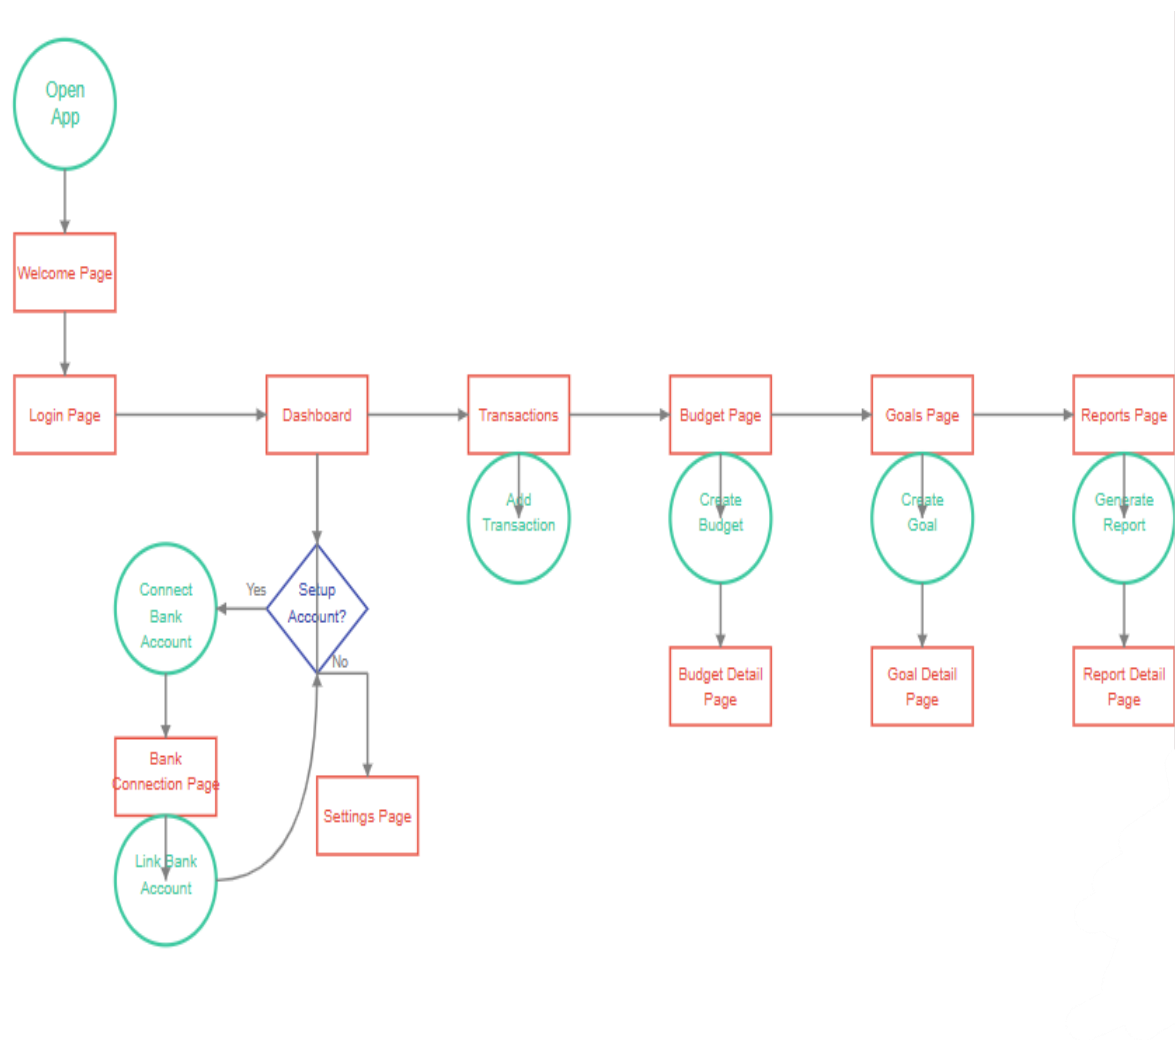 Open
App
Welcome Page
Login Page
Dashboard
Transactions
Budget Page
Goals Page
Reports Page
Add
Transaction
Create
Budget
Create
Goal
Generate
Report
Connect
Bank
Account
Yes
Setup
Account?
No
Budget Detail
Page
Goal Detail
Page
Report Detail
Page
Bank
Connection Page
Settings Page
Link Bank
Account